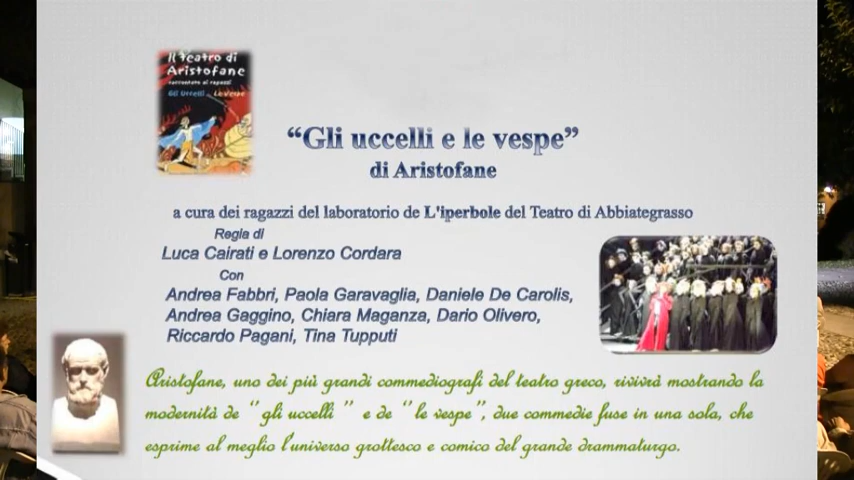 Il teatro di
Aristofane
raccontato ai ragazzi
Gli Uccelli - Le Vespe
“Gli uccelli e le vespe”
di Aristofane
a cura dei ragazzi del laboratorio de L'iperbole del Teatro di Abbiategrasso
Regia di
Luca Cairati e Lorenzo Cordara
Con
Andrea Fabbri, Paola Garavaglia, Daniele De Carolis,
Andrea Gaggino, Chiara Maganza, Dario Olivero,
Riccardo Pagani, Tina Tupputi
Aristofane, uno dei più grandi commediografi del teatro greco, rivivrà mostrando la
modernità de “gli uccelli” e de “le vespe”, due commedie fuse in una sola, che
esprime al meglio l'universo grottesco e comico del grande drammaturgo.